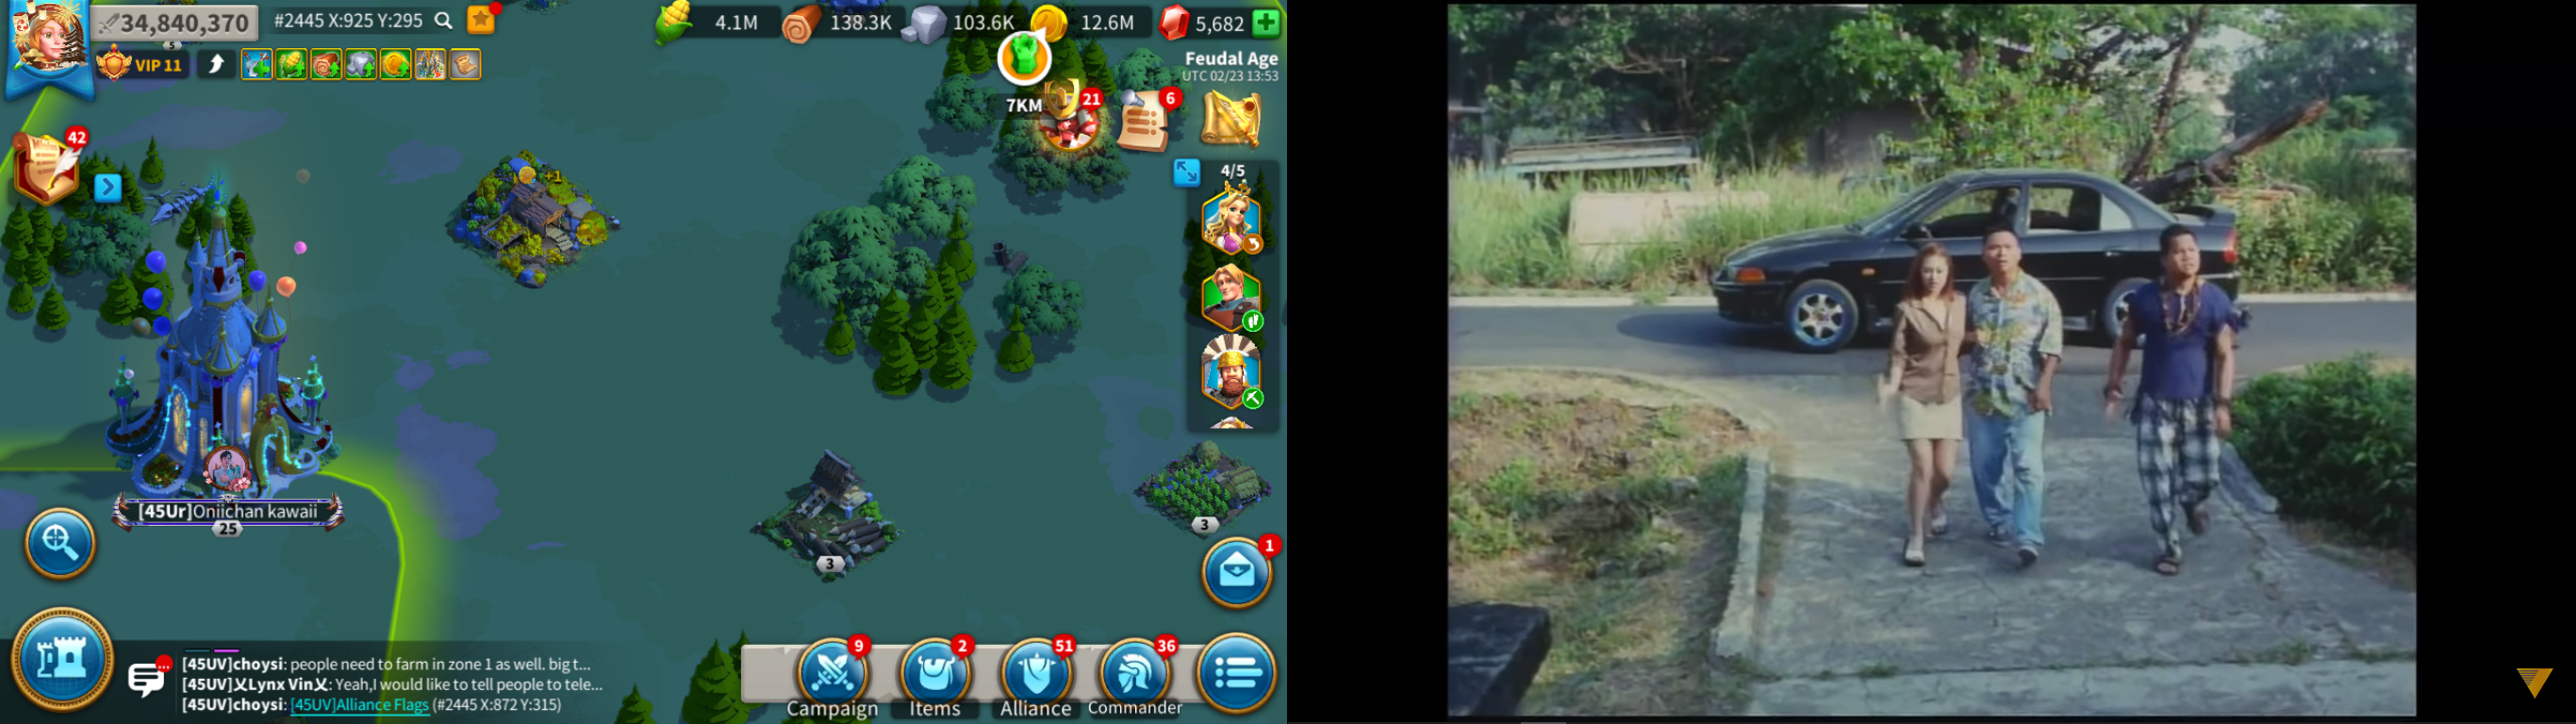 34,840,370
#2445 X:925 Y:295
4.1M
138.3K
103.6K
12.6M
5,682
5
VIP 11
Feudal Age
UTC 02/23 13:53
7KM
21
6
42
4/5
+1
[45Ur]Oniichan kawaii
25
3
3
1
[45UV]choysi: people need to farm in zone 1 as well. big t...
[45UV]乂Lynx Vin乂: Yeah,I would like to tell people to tele...
[45UV]choysi: [45UV]Alliance Flags (#2445 X:872 Y:315)
9
2
51
36
Campaign
Items
Alliance
Commander